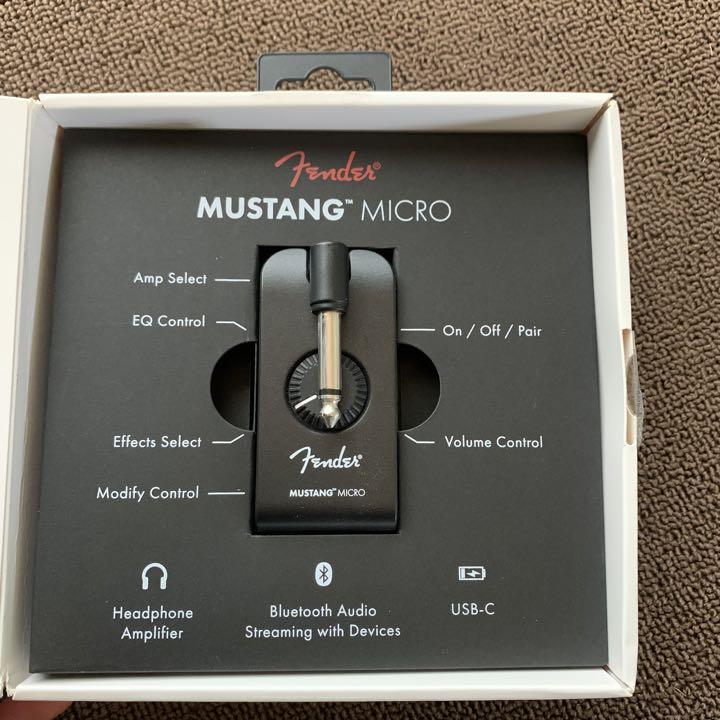 Fender®
MUSTANG™ MICRO
Amp Select
EQ Control
On / Off / Pair
Effects Select
Volume Control
Modify Control
Fender
MUSTANG™ MICRO
Headphone
Amplifier
Bluetooth Audio
Streaming with Devices
USB-C